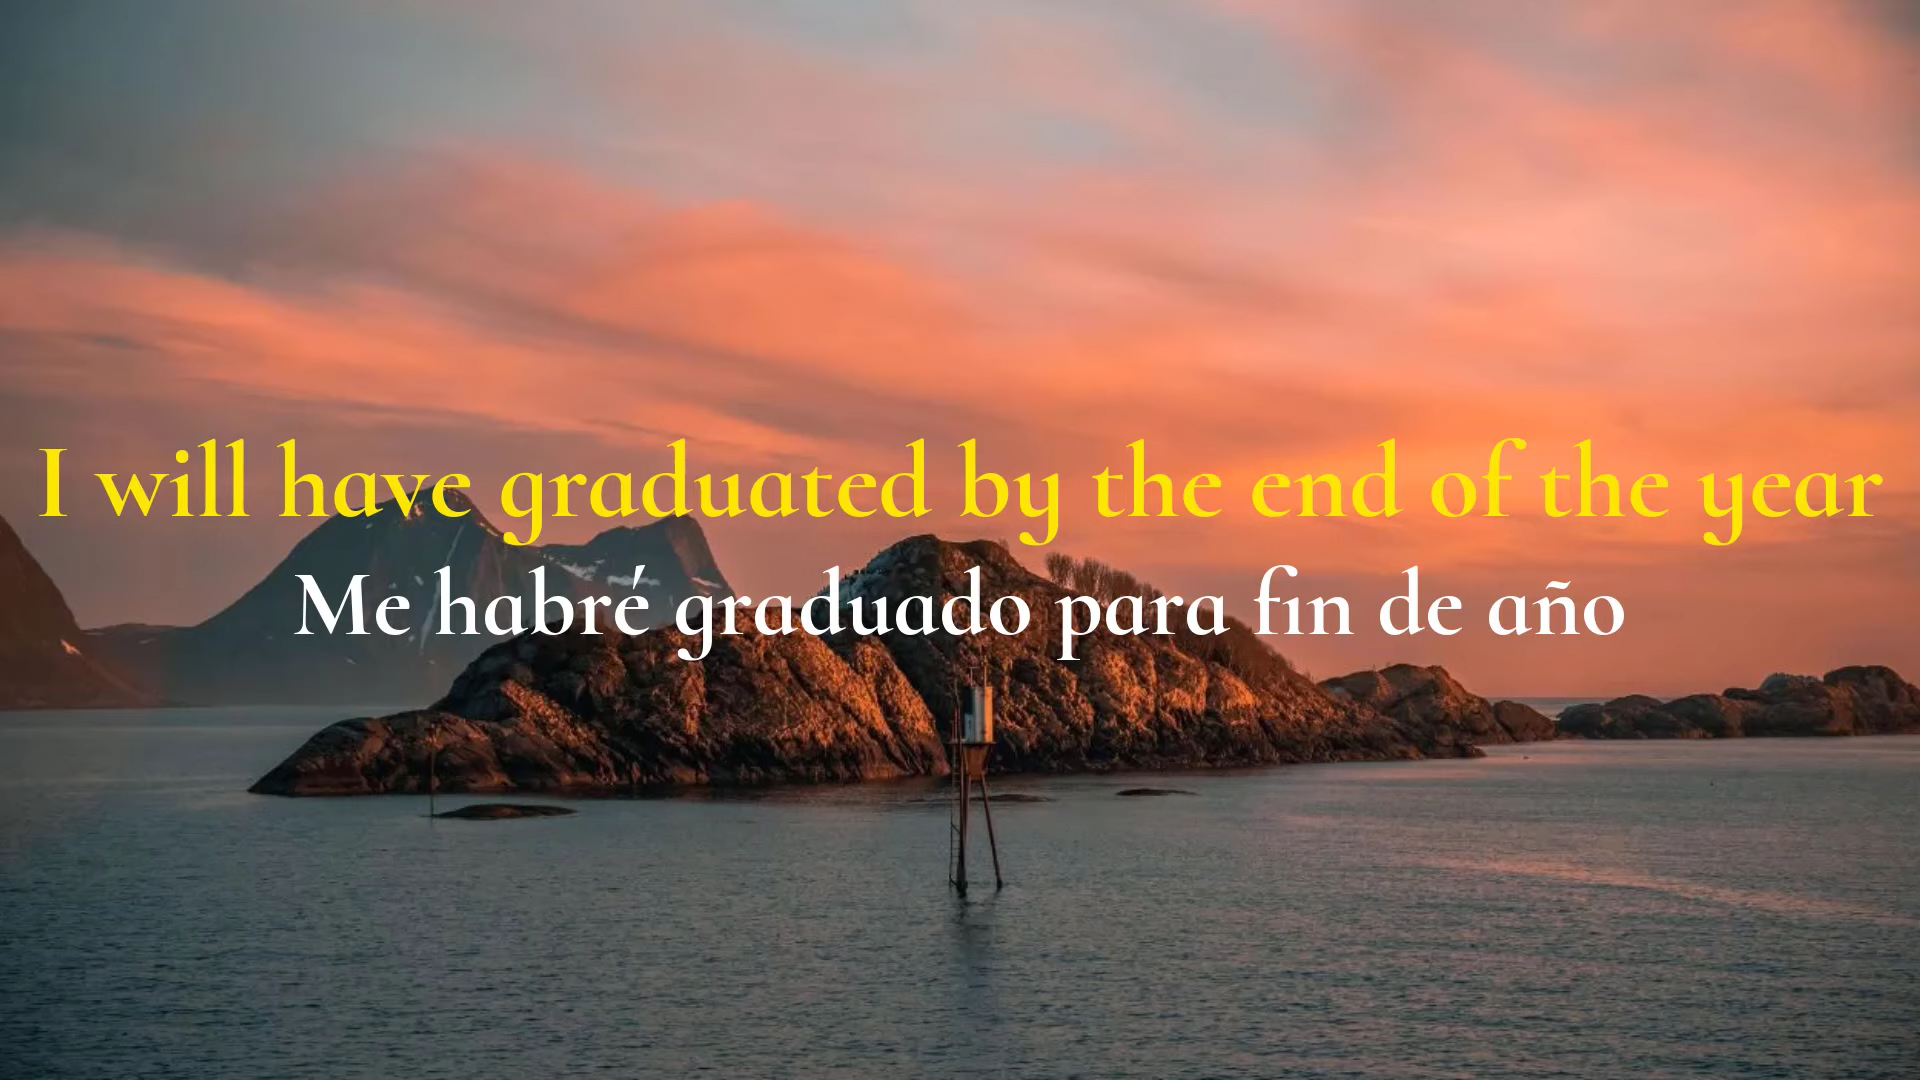 I will have graduated by the end of the year
Me habré graduado para fin de año